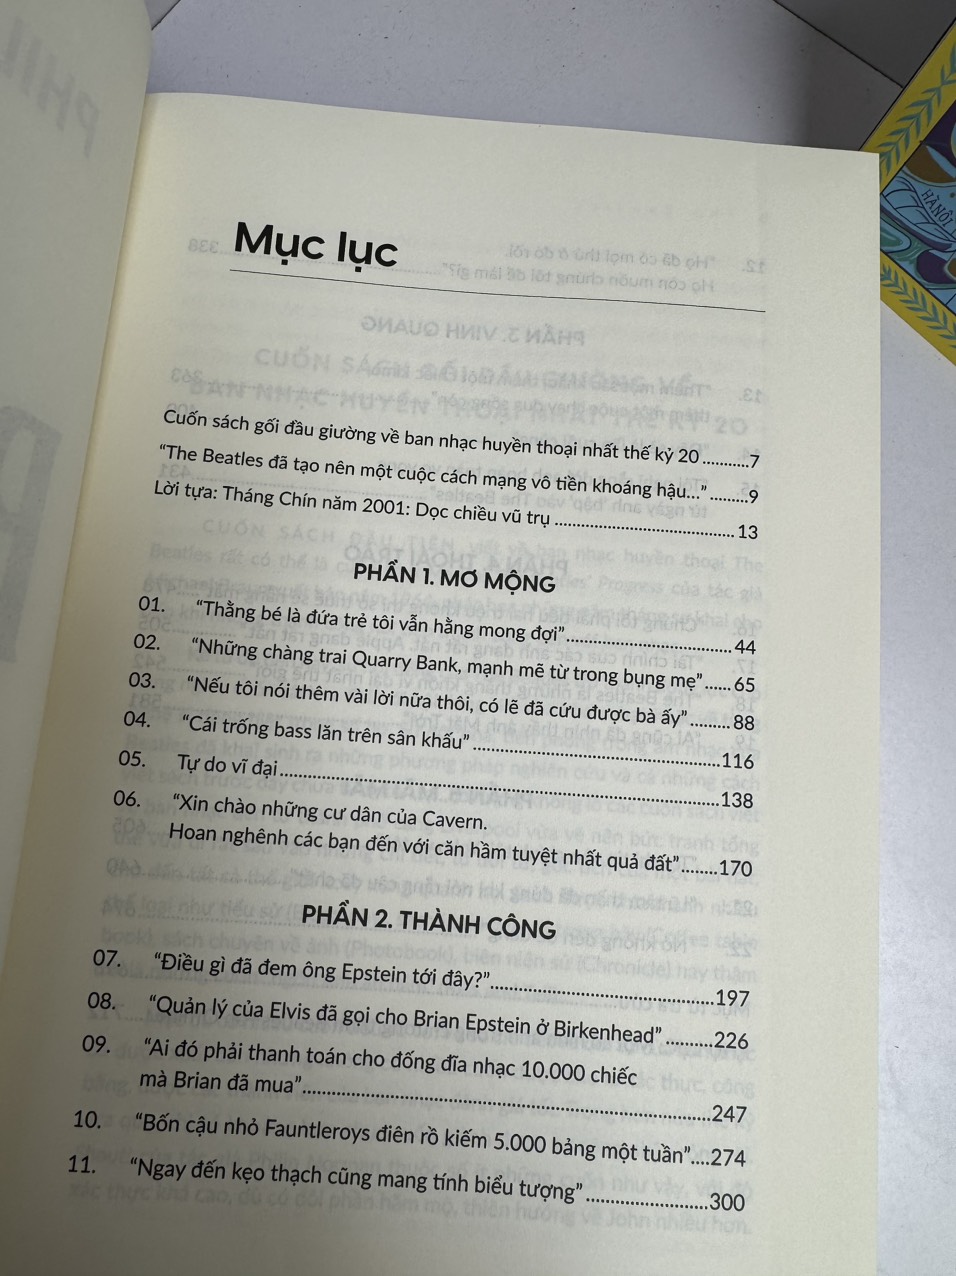 Mục lục
Cuốn sách gối đầu giường về ban nhạc huyền thoại nhất thế kỷ 20...........7
“The Beatles đã tạo nên một cuộc cách mạng vô tiền khoáng hậu...”.........9
Lời tựa: Tháng Chín năm 2001: Dọc chiều vũ trụ.........................................13
PHẦN 1. MƠ MỘNG
01. “Thằng bé là đứa trẻ tôi vẫn hằng mong đợi”......................................44
02. “Những chàng trai Quarry Bank, mạnh mẽ từ trong bụng mẹ”......65
03. “Nếu tôi nói thêm vài lời nữa thôi, có lẽ đã cứu được bà ấy”.........88
04. “Cái trống bass lăn trên sân khấu”.........................................................116
05. Tự do vĩ đại.....................................................................................................138
06. “Xin chào những cư dân của Cavern.
Hoan nghênh các bạn đến với căn hầm tuyệt nhất quả đất”........170
PHẦN 2. THÀNH CÔNG
07. “Điều gì đã đem ông Epstein tới đây?”..................................................197
08. “Quản lý của Elvis đã gọi cho Brian Epstein ở Birkenhead”..........226
09. “Ai đó phải thanh toán cho đống đĩa nhạc 10.000 chiếc
mà Brian đã mua”...........................................................................................247
10. “Bốn cậu nhỏ Fauntleroys điên rồ kiếm 5.000 bảng một tuần”....274
11. “Ngay đến kẹo thạch cũng mang tính biểu tượng”...........................300
HÀNỘI